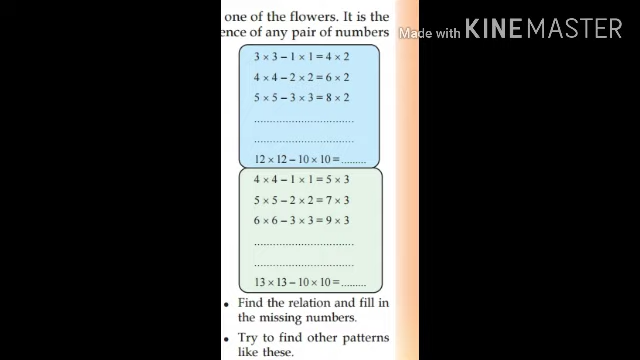 one of the flowers. It is the
ence of any pair of numbers
Made with KINEMASTER
3 × 3 – 1 × 1 = 4 × 2
4 × 4 – 2 × 2 = 6 × 2
5 × 5 – 3 × 3 = 8 × 2
..................................
..................................
12 × 12 – 10 × 10 = .........
4 × 4 – 1 × 1 = 5 × 3
5 × 5 – 2 × 2 = 7 × 3
6 × 6 – 3 × 3 = 9 × 3
..................................
..................................
13 × 13 – 10 × 10 = .........
• Find the relation and fill in
the missing numbers.
• Try to find other patterns
like these.